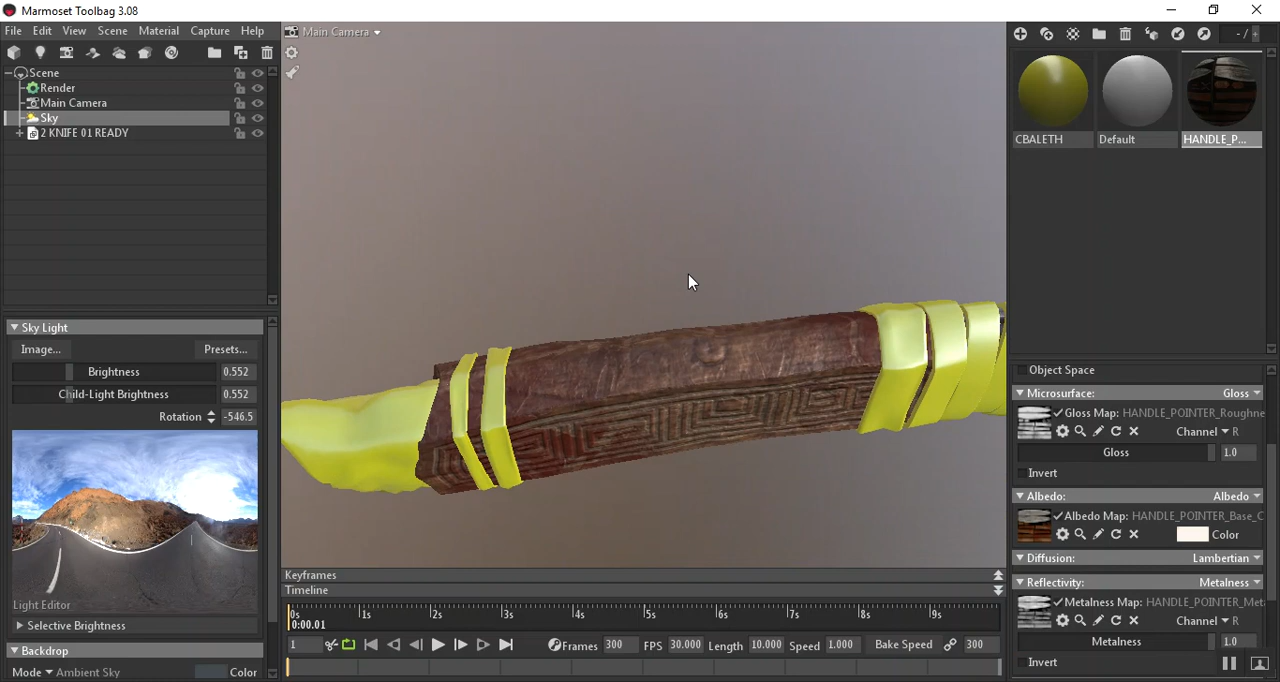 Marmoset Toolbag 3.08
File Edit View Scene Material Capture Help
Main Camera
- / +
Scene
Render
Main Camera
Sky
2 KNIFE 01 READY
CBALETH Default HANDLE_P...
Sky Light
Image... Presets...
Brightness 0.552
Child-Light Brightness 0.552
Rotation -546.5
Light Editor
Selective Brightness
Backdrop
Mode Ambient Sky Color
Keyframes
Timeline
0s 1s 2s 3s 4s 5s 6s 7s 8s 9s
0:00.01
1 Frames 300 FPS 30.000 Length 10.000 Speed 1.000 Bake Speed 300
Object Space
Microsurface: Gloss
Gloss Map: HANDLE_POINTER_Roughne
Channel R
Gloss 1.0
Invert
Albedo: Albedo
Albedo Map: HANDLE_POINTER_Base_C
Color
Diffusion: Lambertian
Reflectivity: Metalness
Metalness Map: HANDLE_POINTER_Met
Channel R
Metalness 1.0
Invert